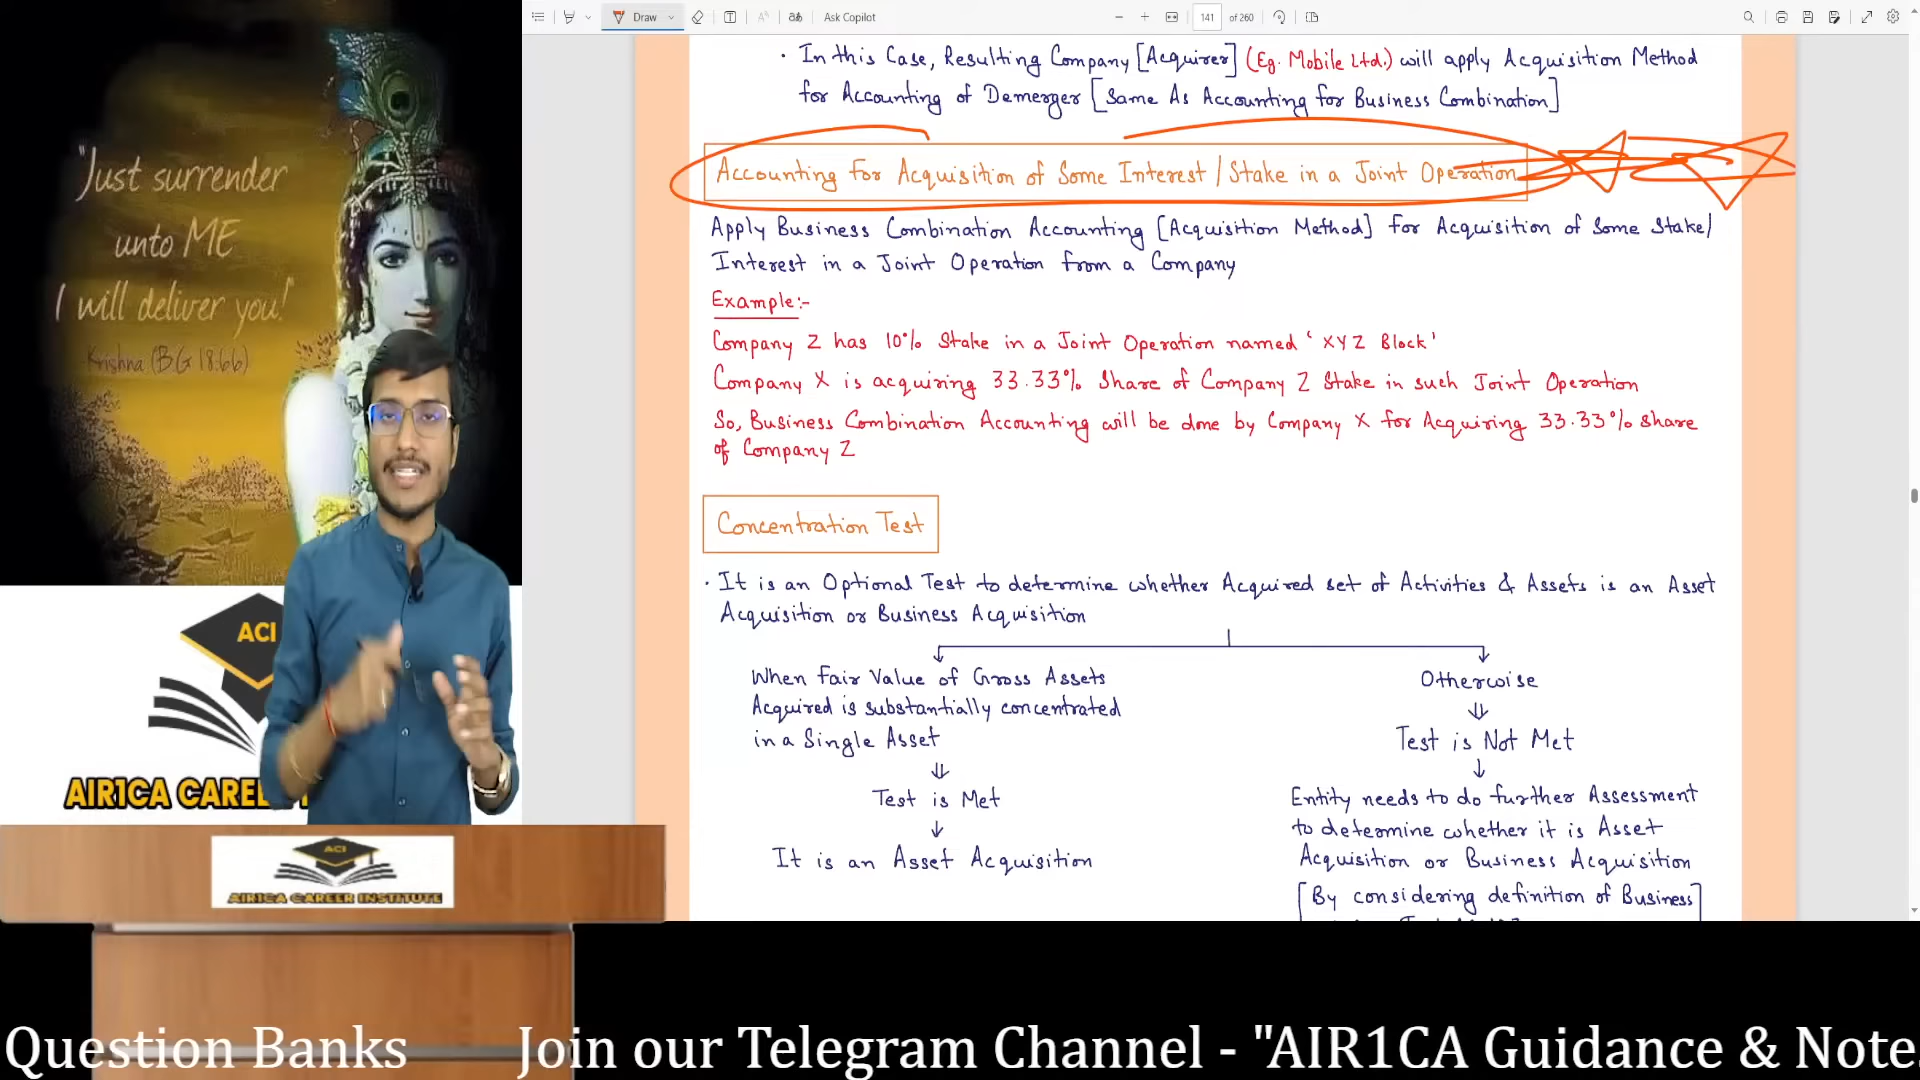 Draw
Ask Copilot
141 of 260
"Just surrender
unto ME
I will deliver you!"
Krishna (BG 18:66)
ACI
AIR1CA CAREE
ACI
AIR1CA CAREER INSTITUTE
• In this Case, Resulting Company [Acquirer] (Eg. Mobile Ltd.) will apply Acquisition Method
for Accounting of Demerger [Same As Accounting for Business Combination]
Accounting for Acquisition of Some Interest / Stake in a Joint Operation
Apply Business Combination Accounting [Acquisition Method] for Acquisition of Some Stake/
Interest in a Joint Operation from a Company
Example:-
Company Z has 10% Stake in a Joint Operation named 'XYZ Block'
Company X is acquiring 33.33% Share of Company Z Stake in such Joint Operation
So, Business Combination Accounting will be done by Company X for Acquiring 33.33% Share
of Company Z
Concentration Test
• It is an Optional Test to determine whether Acquired set of Activities & Assets is an Asset
Acquisition or Business Acquisition
When Fair Value of Gross Assets
Acquired is substantially concentrated
in a Single Asset
Test is Met
It is an Asset Acquisition
Otherwise
Test is Not Met
Entity needs to do further Assessment
to determine whether it is Asset
Acquisition or Business Acquisition
[By considering definition of Business]
Question Banks Join our Telegram Channel - "AIR1CA Guidance & Note